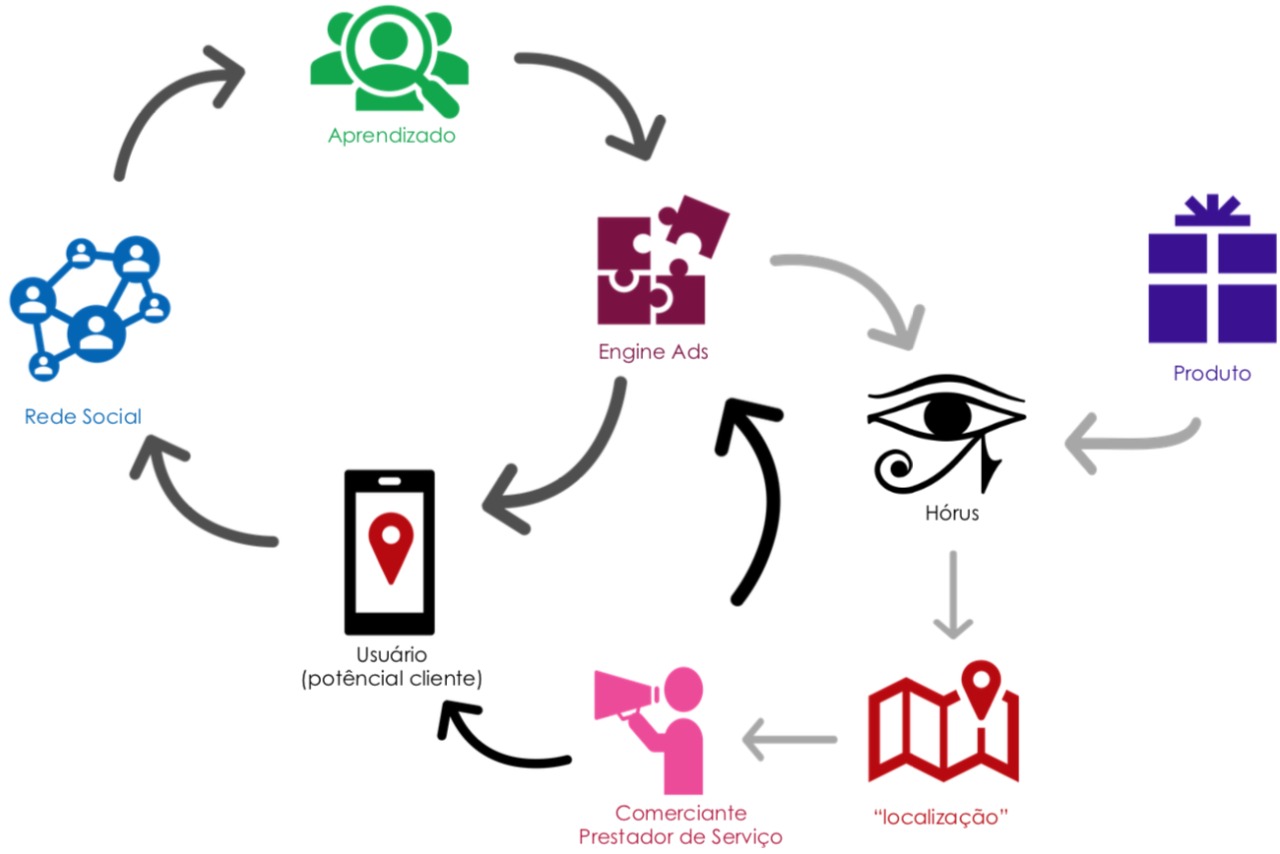 Aprendizado
Engine Ads
Produto
Rede Social
Hórus
Usuário
(potêncial cliente)
Comerciante
Prestador de Serviço
“localização”